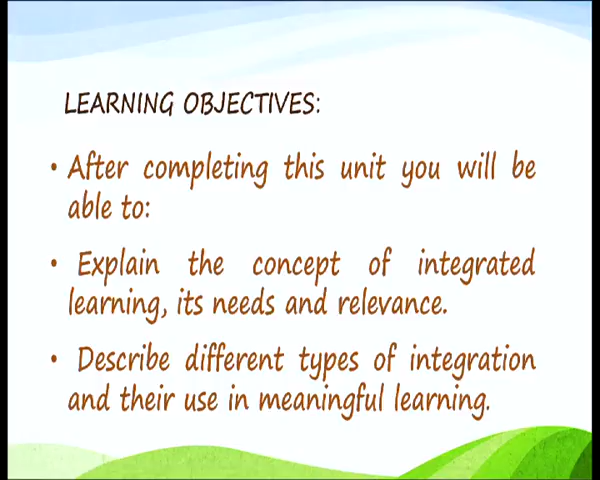 LEARNING OBJECTIVES:
• After completing this unit you will be
able to:
• Explain the concept of integrated
learning, its needs and relevance.
• Describe different types of integration
and their use in meaningful learning.